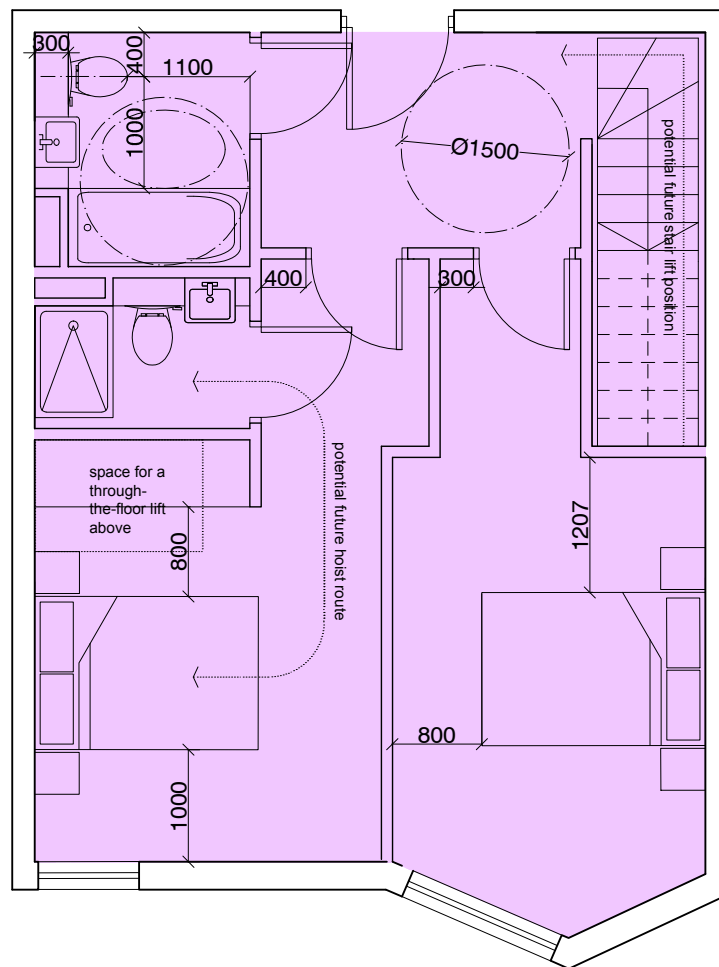 300
400
1100
1000
Ø1500
potential future stair lift position
400
300
space for a
through-
the-floor lift
above
potential future hoist route
800
1207
800
1000